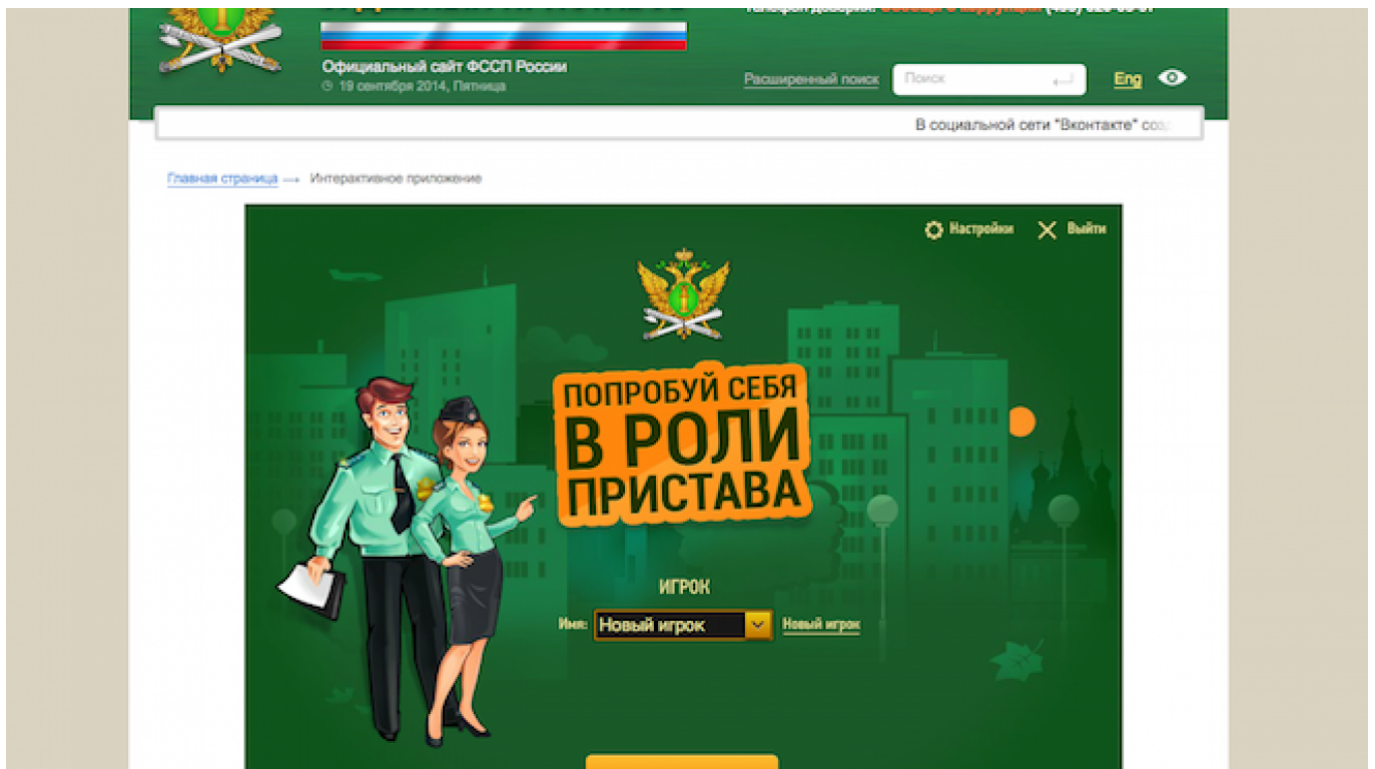 Официальный сайт ФССП России
19 сентября 2014, Пятница
Расширенный поиск
Поиск
Eng
В социальной сети "Вконтакте"
Главная страница → Интерактивное приложение
Настройки
Выйти
ПОПРОБУЙ СЕБЯ
В РОЛИ
ПРИСТАВА
ИГРОК
Имя: Новый игрок Новый игрок